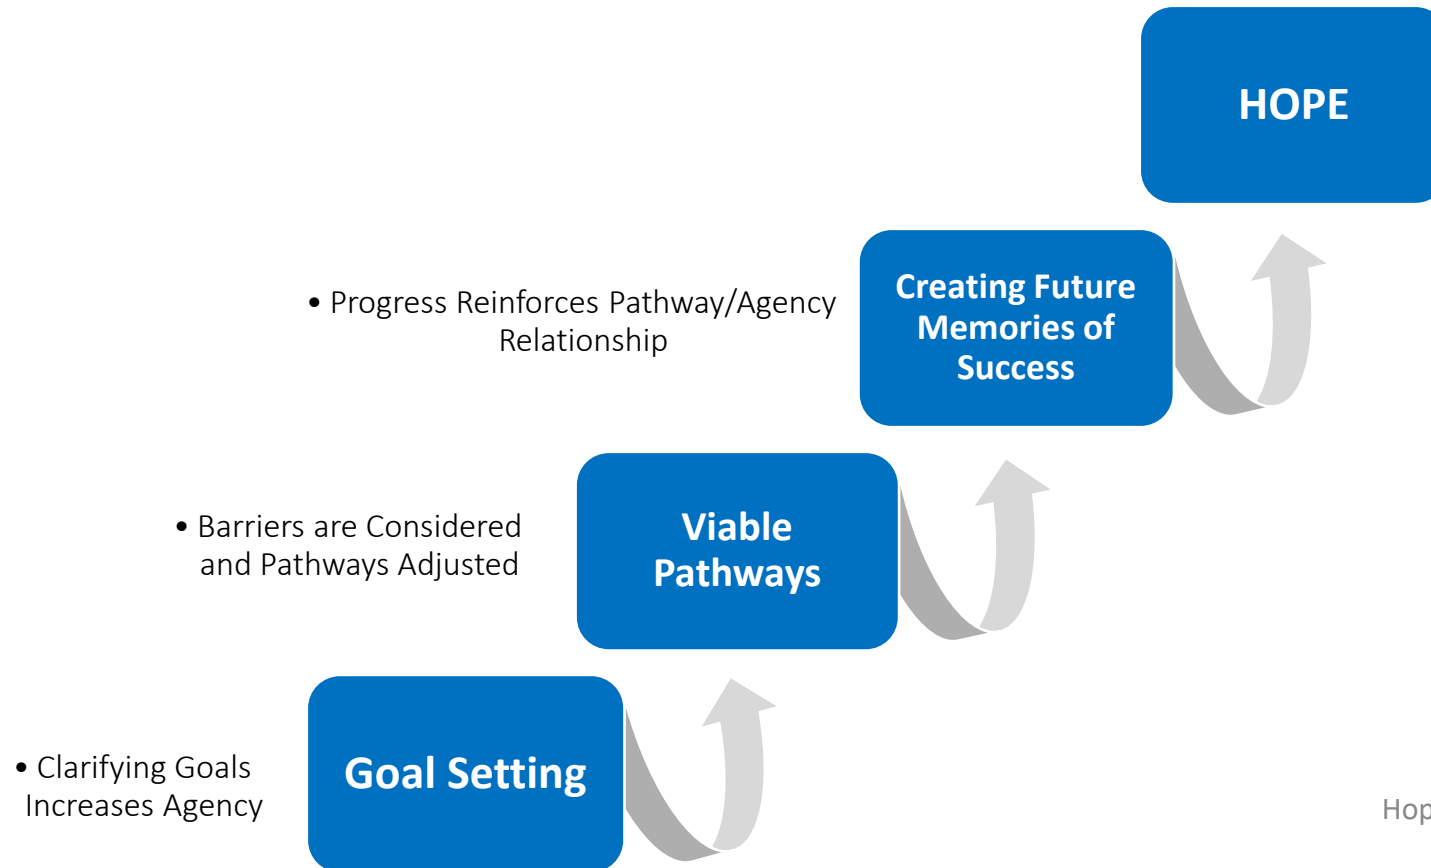 HOPE
• Progress Reinforces Pathway/Agency
Relationship
Creating Future
Memories of
Success
• Barriers are Considered
and Pathways Adjusted
Viable
Pathways
• Clarifying Goals
Increases Agency
Goal Setting
Hop